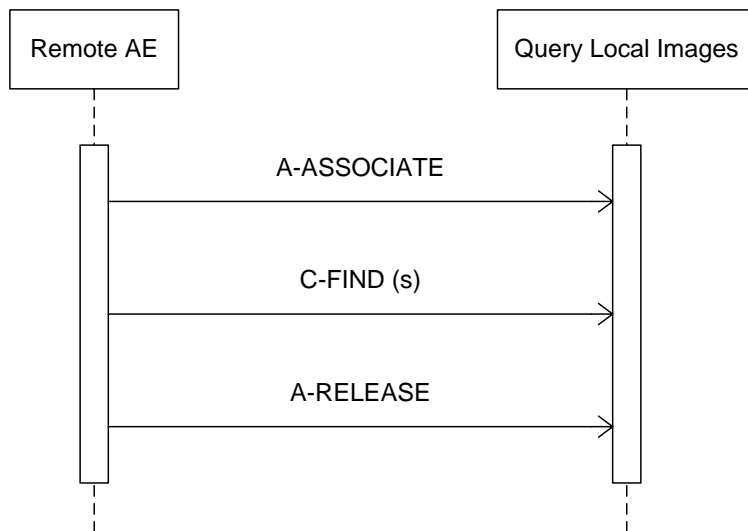 Remote AE
Query Local Images
A-ASSOCIATE
C-FIND (s)
A-RELEASE